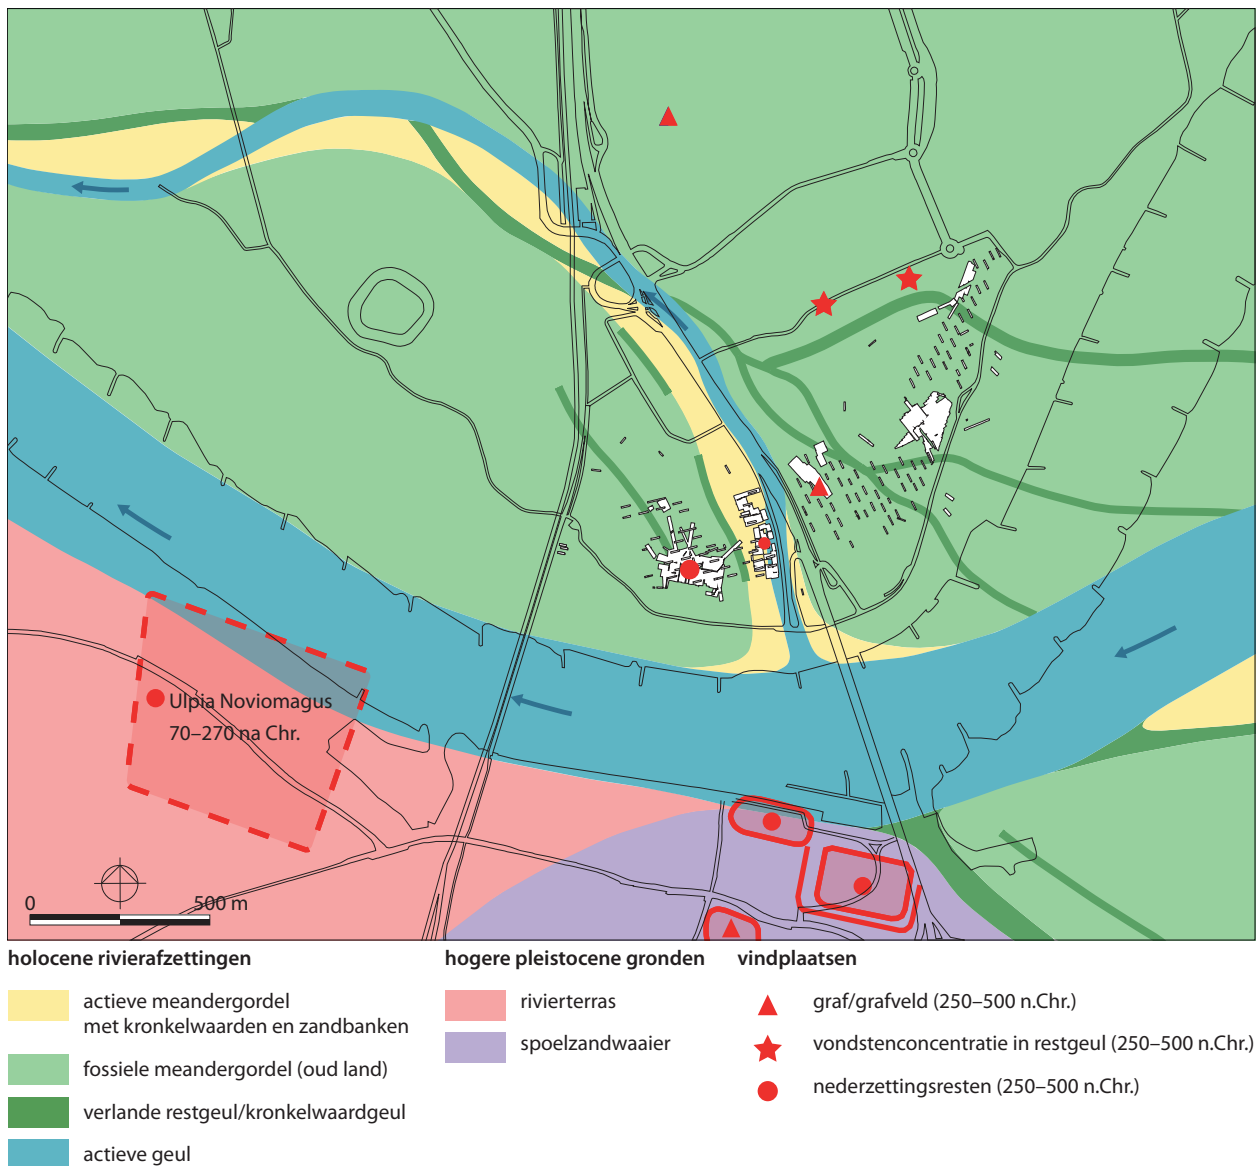 Ulpia Noviomagus
70–270 na Chr.
0
500 m
holocene rivierafzettingen
actieve meandergordel
met kronkelwaarden en zandbanken
fossiele meandergordel (oud land)
verlande restgeul/kronkelwaardgeul
actieve geul
hogere pleistocene gronden
rivierterras
spoelzandwaaier
vindplaatsen
graf/grafveld (250–500 n.Chr.)
vondstenconcentratie in restgeul (250–500 n.Chr.)
nederzettingsresten (250–500 n.Chr.)